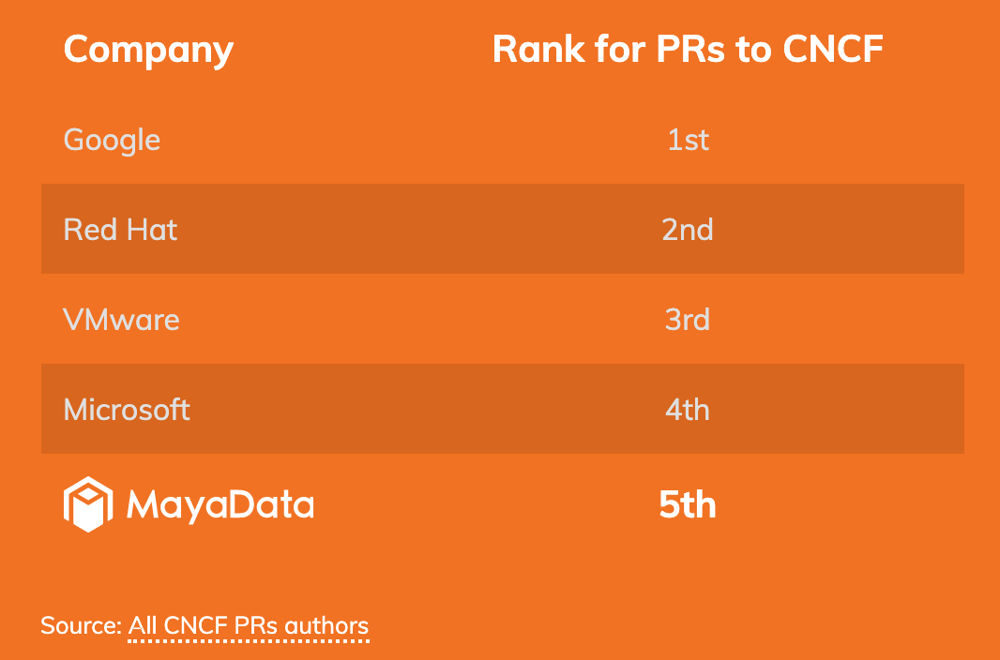 Company Rank for PRs to CNCF
Google 1st
Red Hat 2nd
VMware 3rd
Microsoft 4th
MayaData 5th
Source: All CNCF PRs authors